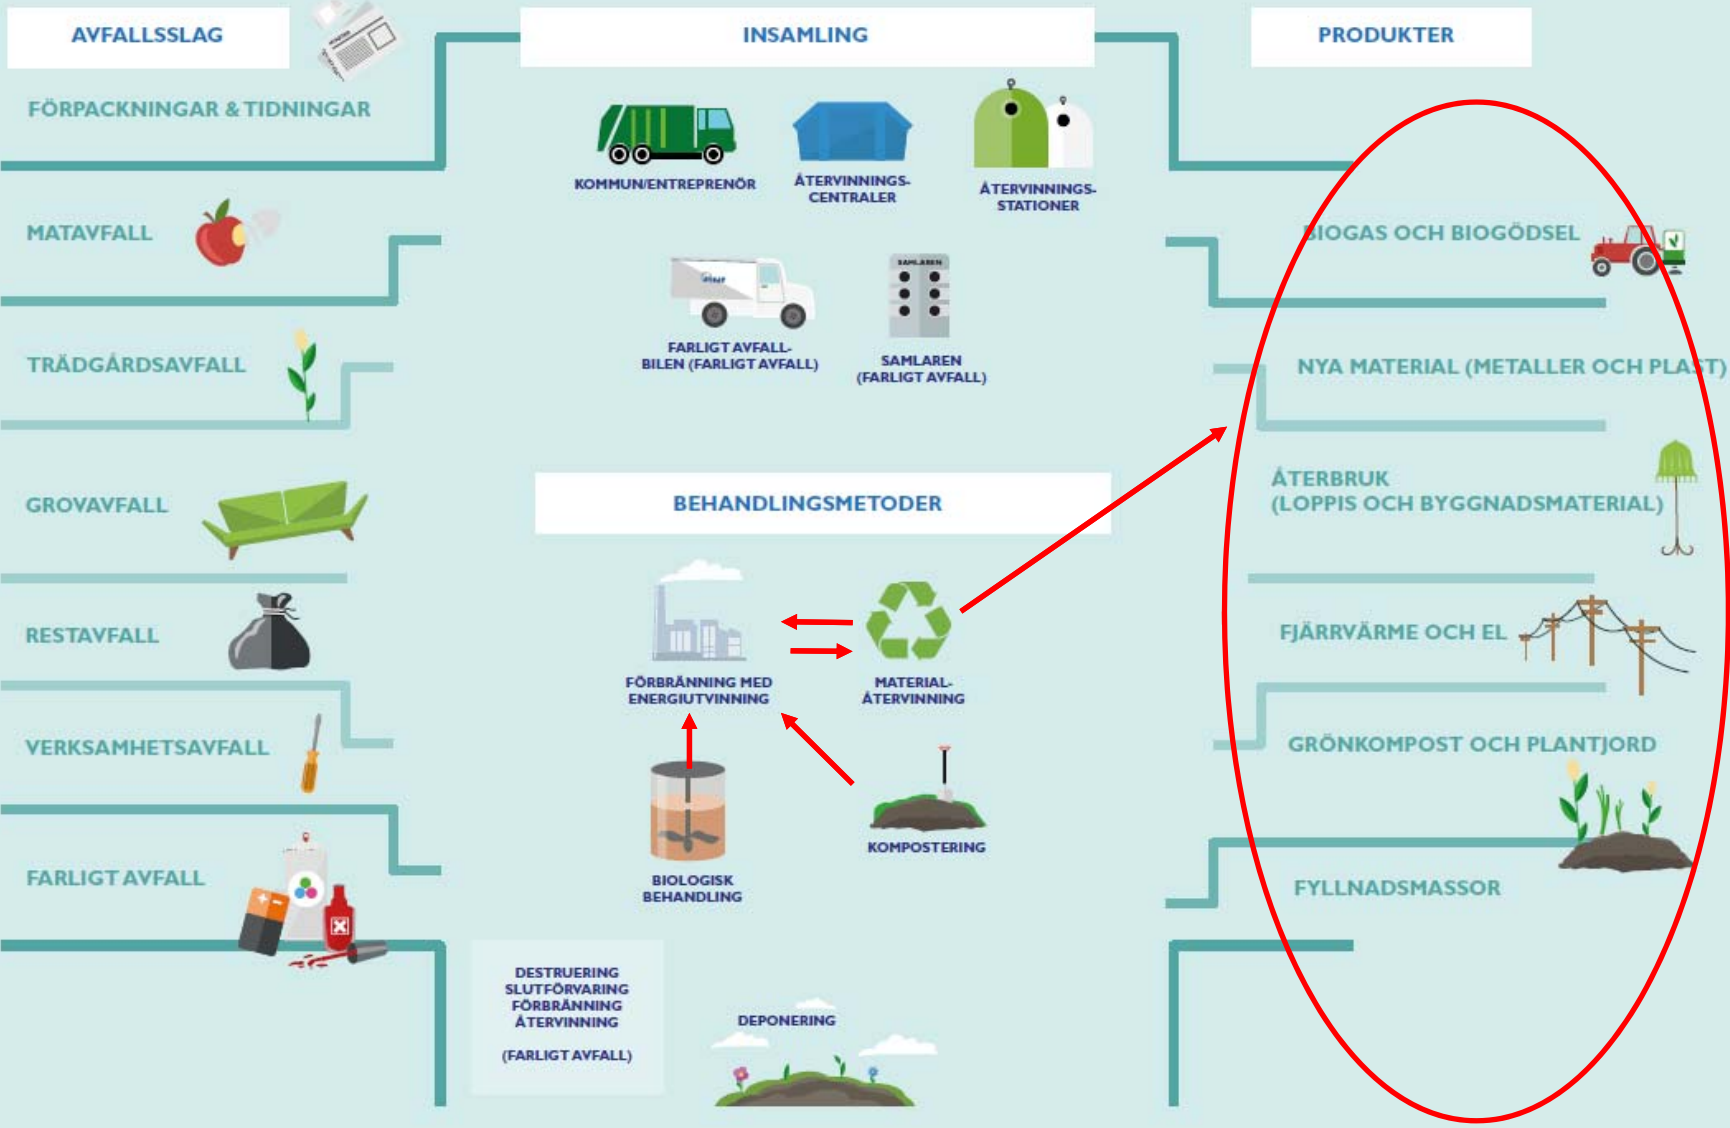 AVFALLSSLAG
FÖRPACKNINGAR & TIDNINGAR
MATAVFALL
TRÄDGÅRDSAVFALL
GROVAVFALL
RESTAVFALL
VERKSAMHETSAVFALL
FARLIGT AVFALL
INSAMLING
KOMMUN/ENTREPRENÖR
ÅTERVINNINGS-
CENTRALER
ÅTERVINNINGS-
STATIONER
FARLIGT AVFALL-
BILEN (FARLIGT AVFALL)
SAMLAREN
SAMLAREN
(FARLIGT AVFALL)
BEHANDLINGSMETODER
FÖRBRÄNNING MED
ENERGIUTVINNING
MATERIAL-
ÅTERVINNING
BIOLOGISK
BEHANDLING
KOMPOSTERING
DESTRUERING
SLUTFÖRVARING
FÖRBRÄNNING
ÅTERVINNING
(FARLIGT AVFALL)
DEPONERING
PRODUKTER
BIOGAS OCH BIOGÖDSEL
NYA MATERIAL (METALLER OCH PLAST)
ÅTERBRUK
(LOPPIS OCH BYGGNADSMATERIAL)
FJÄRRVÄRME OCH EL
GRÖNKOMPOST OCH PLANTJORD
FYLLNADSMASSOR